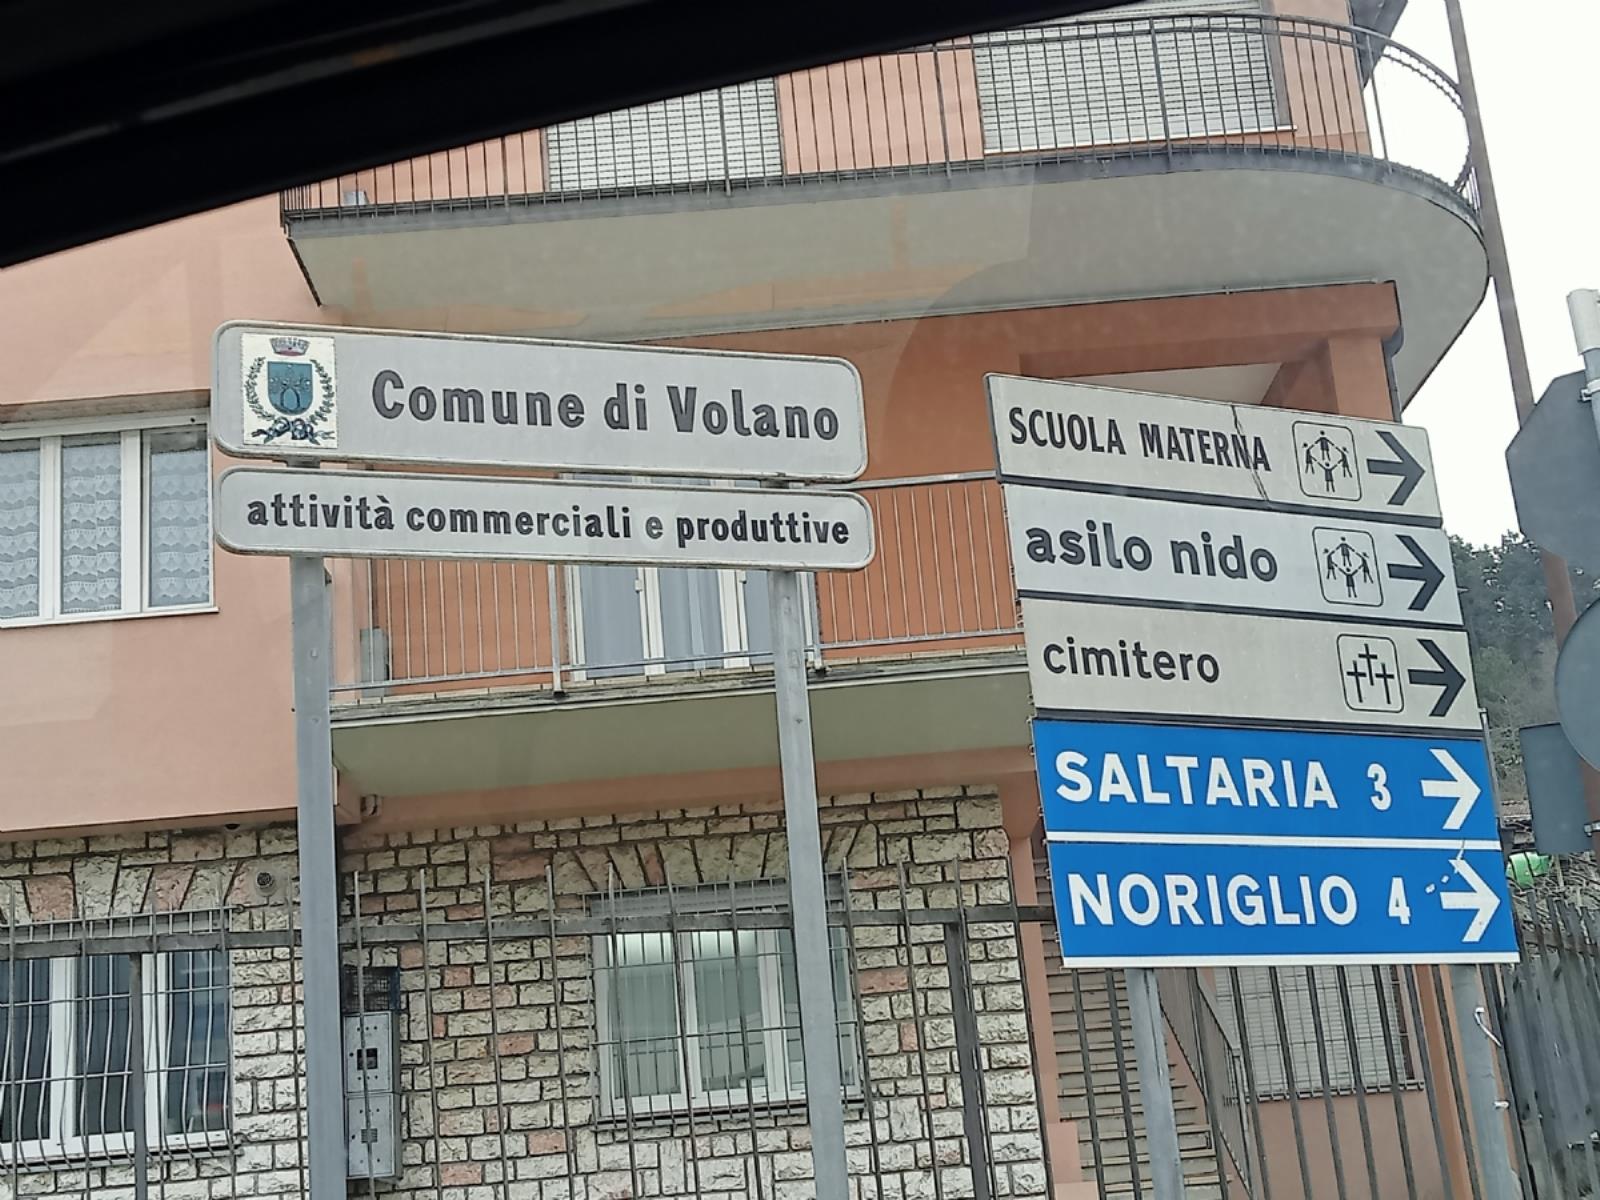 Comune di Volano
attività commerciali e produttive
SCUOLA MATERNA
asilo nido
cimitero
SALTARIA 3
NORIGLIO 4